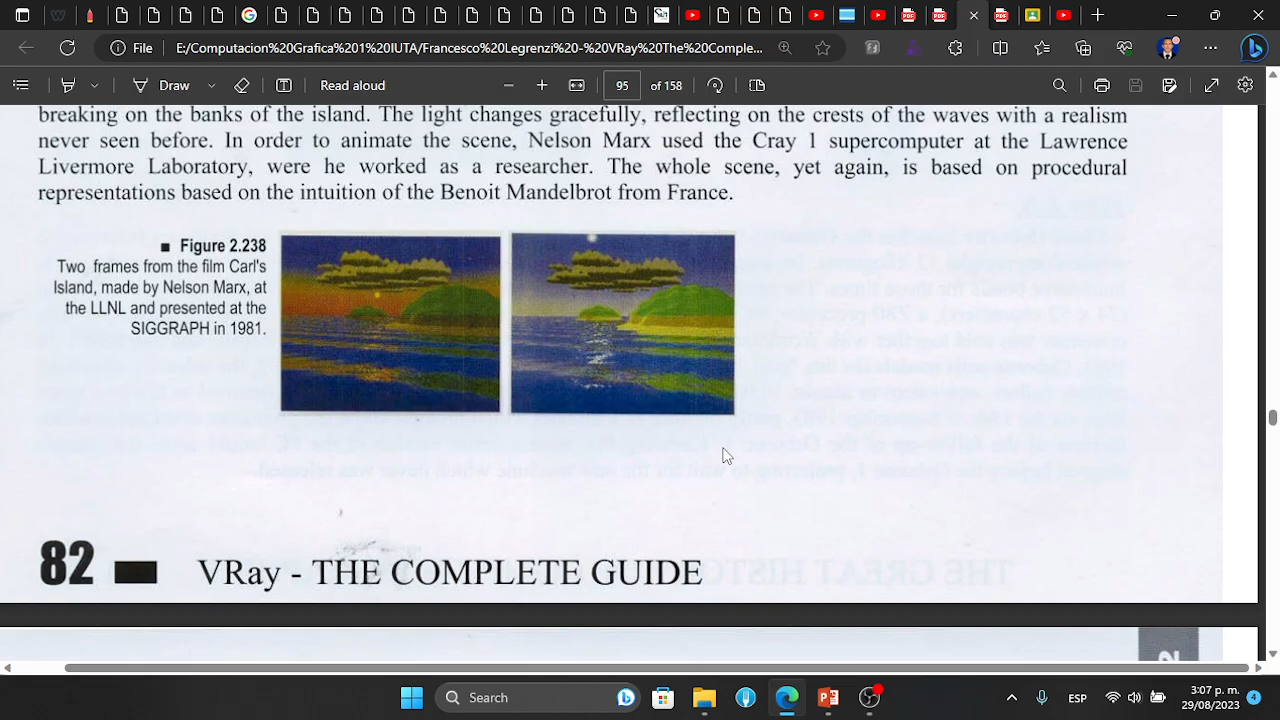 File
E:/Computacion%20Grafica%201%20IUTA/Francesco%20Legrenzi%20-%20VRay%20The%20Comple...
Draw
Read aloud
95
of 158
breaking on the banks of the island. The light changes gracefully, reflecting on the crests of the waves with a realism
never seen before. In order to animate the scene, Nelson Marx used the Cray 1 supercomputer at the Lawrence
Livermore Laboratory, were he worked as a researcher. The whole scene, yet again, is based on procedural
representations based on the intuition of the Benoit Mandelbrot from France.
■ Figure 2.238
Two frames from the film Carl's
Island, made by Nelson Marx, at
the LLNL and presented at the
SIGGRAPH in 1981.
82 ■ VRay - THE COMPLETE GUIDE
2
Search
ESP
3:07 p. m.
29/08/2023
4